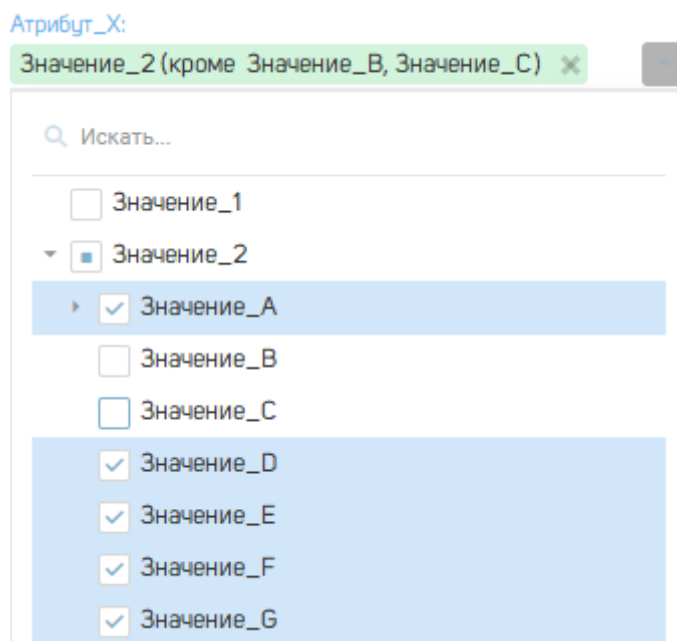 Атрибут_X:
Значение_2 (кроме Значение_B, Значение_C)
Искать...
Значение_1
Значение_2
Значение_A
Значение_B
Значение_C
Значение_D
Значение_E
Значение_F
Значение_G